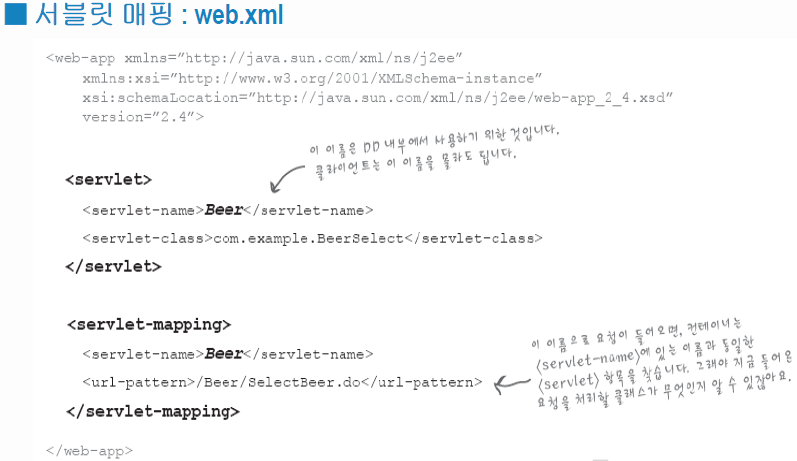 ■ 서블릿 매핑 : web.xml
<web-app xmlns=”http://java.sun.com/xml/ns/j2ee”
xmlns:xsi=”http://www.w3.org/2001/XMLSchema-instance”
xsi:schemaLocation=”http://java.sun.com/xml/ns/j2ee/web-app_2_4.xsd”
version=”2.4”>
이 이름은 DD 내부에서 사용하기 위한 것입니다.
클라이언트는 이 이름을 몰라도 됩니다.
<servlet>
<servlet-name>Beer</servlet-name>
<servlet-class>com.example.BeerSelect</servlet-class>
</servlet>
<servlet-mapping>
<servlet-name>Beer</servlet-name>
<url-pattern>/Beer/SelectBeer.do</url-pattern>
</servlet-mapping>
이 이름으로 요청이 들어오면, 컨테이너는
<servlet-name>에 있는 이름과 동일한
<servlet> 항목을 찾습니다. 그래야 지금 들어온
요청을 처리할 클래스가 무엇인지 알 수 있잖아요.
</web-app>